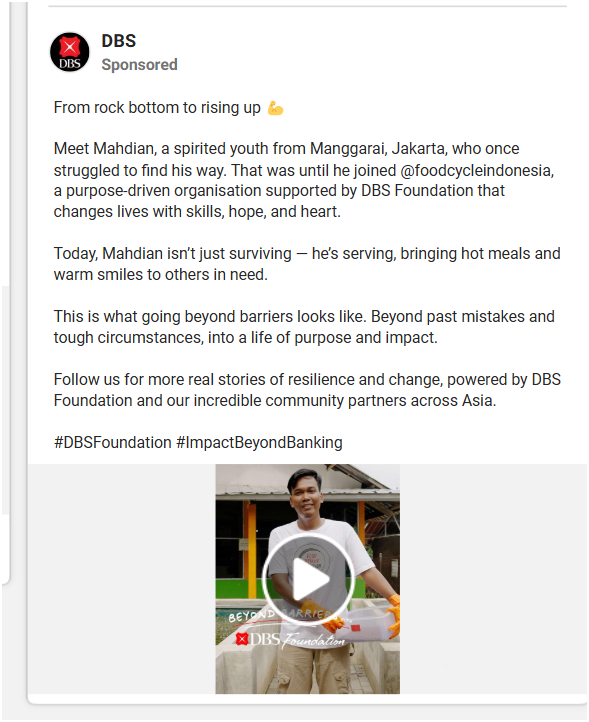 DBS
DBS
Sponsored
From rock bottom to rising up 💪
Meet Mahdian, a spirited youth from Manggarai, Jakarta, who once
struggled to find his way. That was until he joined @foodcycleindonesia,
a purpose-driven organisation supported by DBS Foundation that
changes lives with skills, hope, and heart.
Today, Mahdian isn’t just surviving — he’s serving, bringing hot meals and
warm smiles to others in need.
This is what going beyond barriers looks like. Beyond past mistakes and
tough circumstances, into a life of purpose and impact.
Follow us for more real stories of resilience and change, powered by DBS
Foundation and our incredible community partners across Asia.
#DBSFoundation #ImpactBeyondBanking
BEYOND BARRIERS
DBS Foundation